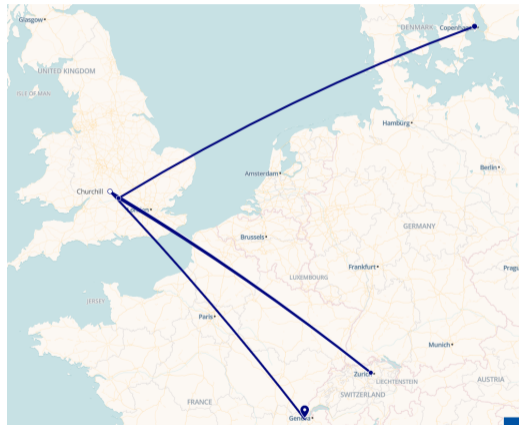 Glasgow
DENMARK
Copenhagen
UNITED KINGDOM
ISLE OF MAN
Hamburg
Berlin
Amsterdam
Churchill
GERMANY
Brussels
LUXEMBOURG
Frankfurt
Prag
JERSEY
Paris
Munich
Zurich
LIECHTENSTEIN
AUSTRIA
SWITZERLAND
FRANCE
Geneva